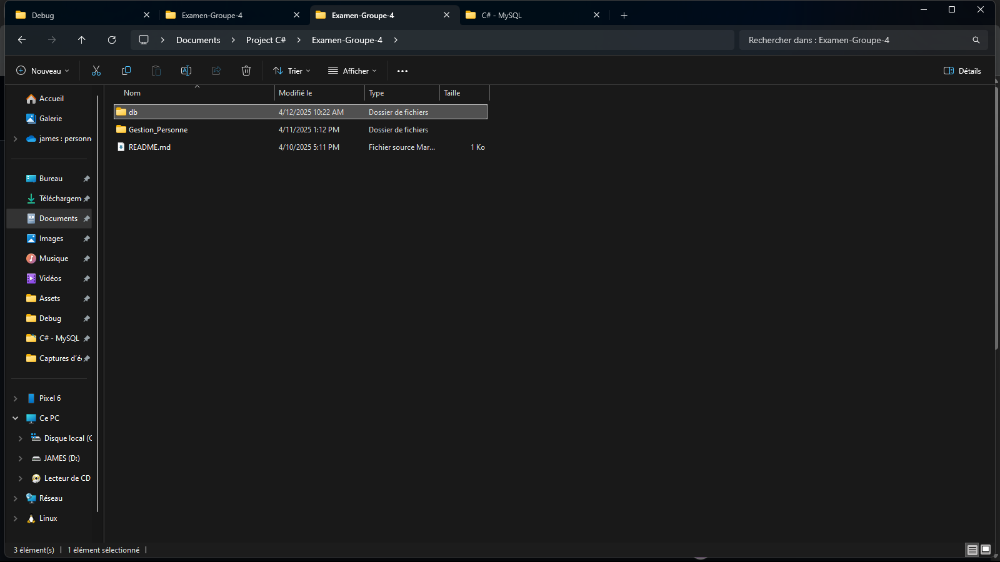 Debug
Examen-Groupe-4
Examen-Groupe-4
C# - MySQL
Documents
Project C#
Examen-Groupe-4
Rechercher dans : Examen-Groupe-4
Nouveau
Trier
Afficher
Détails
Nom
Modifié le
Type
Taille
db
4/12/2025 10:22 AM
Dossier de fichiers
Gestion_Personne
4/11/2025 1:12 PM
Dossier de fichiers
README.md
4/10/2025 5:11 PM
Fichier source Mar...
1 Ko
Accueil
Galerie
james : personn
Bureau
Téléchargem
Documents
Images
Musique
Vidéos
Assets
Debug
C# - MySQL
Captures d'é
Pixel 6
Ce PC
Disque local (C
JAMES (D:)
Lecteur de CD
Réseau
Linux
3 élément(s)
1 élément sélectionné